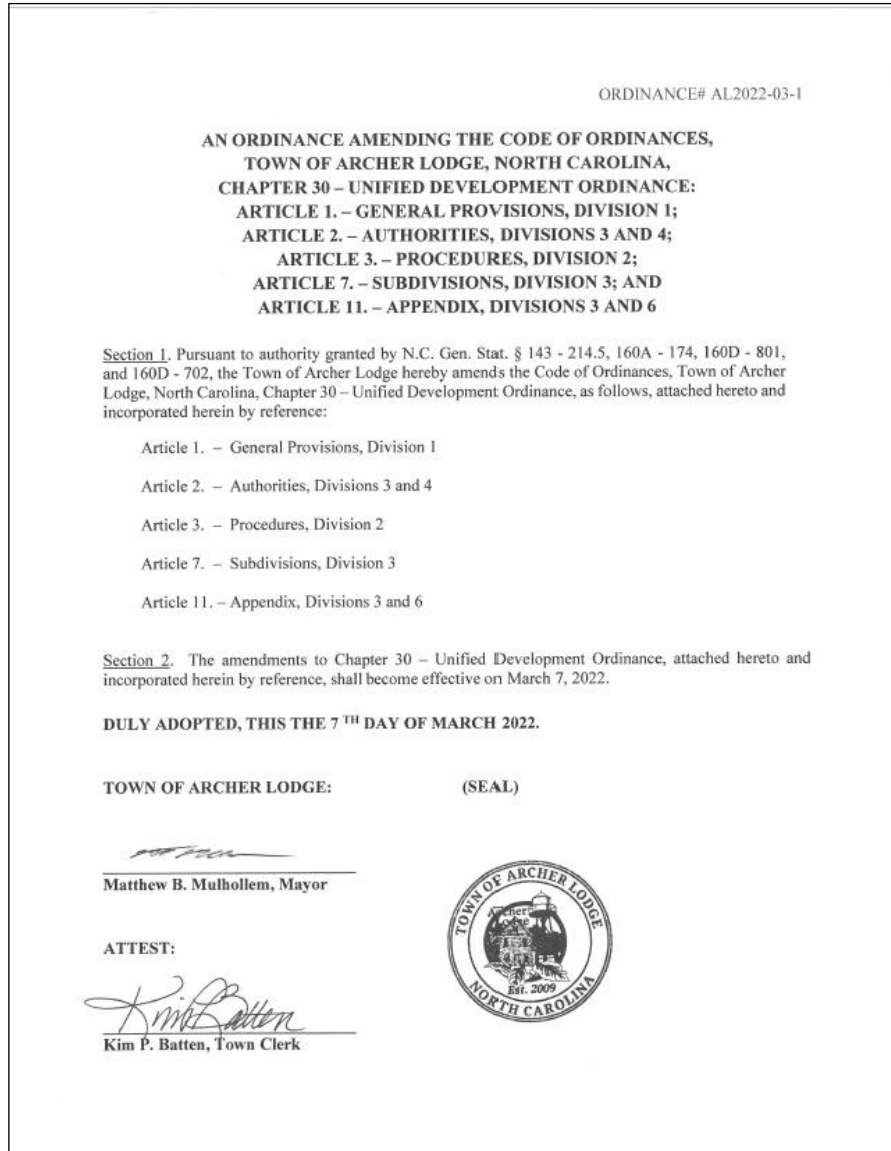 ORDINANCE# AL2022-03-1
AN ORDINANCE AMENDING THE CODE OF ORDINANCES,
TOWN OF ARCHER LODGE, NORTH CAROLINA,
CHAPTER 30 – UNIFIED DEVELOPMENT ORDINANCE:
ARTICLE 1. – GENERAL PROVISIONS, DIVISION 1;
ARTICLE 2. – AUTHORITIES, DIVISIONS 3 AND 4;
ARTICLE 3. – PROCEDURES, DIVISION 2;
ARTICLE 7. – SUBDIVISIONS, DIVISION 3; AND
ARTICLE 11. – APPENDIX, DIVISIONS 3 AND 6
Section 1. Pursuant to authority granted by N.C. Gen. Stat. § 143 - 214.5, 160A - 174, 160D - 801,
and 160D - 702, the Town of Archer Lodge hereby amends the Code of Ordinances, Town of Archer
Lodge, North Carolina, Chapter 30 – Unified Development Ordinance, as follows, attached hereto and
incorporated herein by reference:
Article 1. – General Provisions, Division 1
Article 2. – Authorities, Divisions 3 and 4
Article 3. – Procedures, Division 2
Article 7. – Subdivisions, Division 3
Article 11. – Appendix, Divisions 3 and 6
Section 2. The amendments to Chapter 30 – Unified Development Ordinance, attached hereto and
incorporated herein by reference, shall become effective on March 7, 2022.
DULY ADOPTED, THIS THE 7 TH DAY OF MARCH 2022.
TOWN OF ARCHER LODGE: (SEAL)
Matthew B. Mulhollem, Mayor
TOWN OF ARCHER LODGE
Archer
Lodge
Est. 2009
NORTH CAROLINA
ATTEST:
Kim Batten
Kim P. Batten, Town Clerk